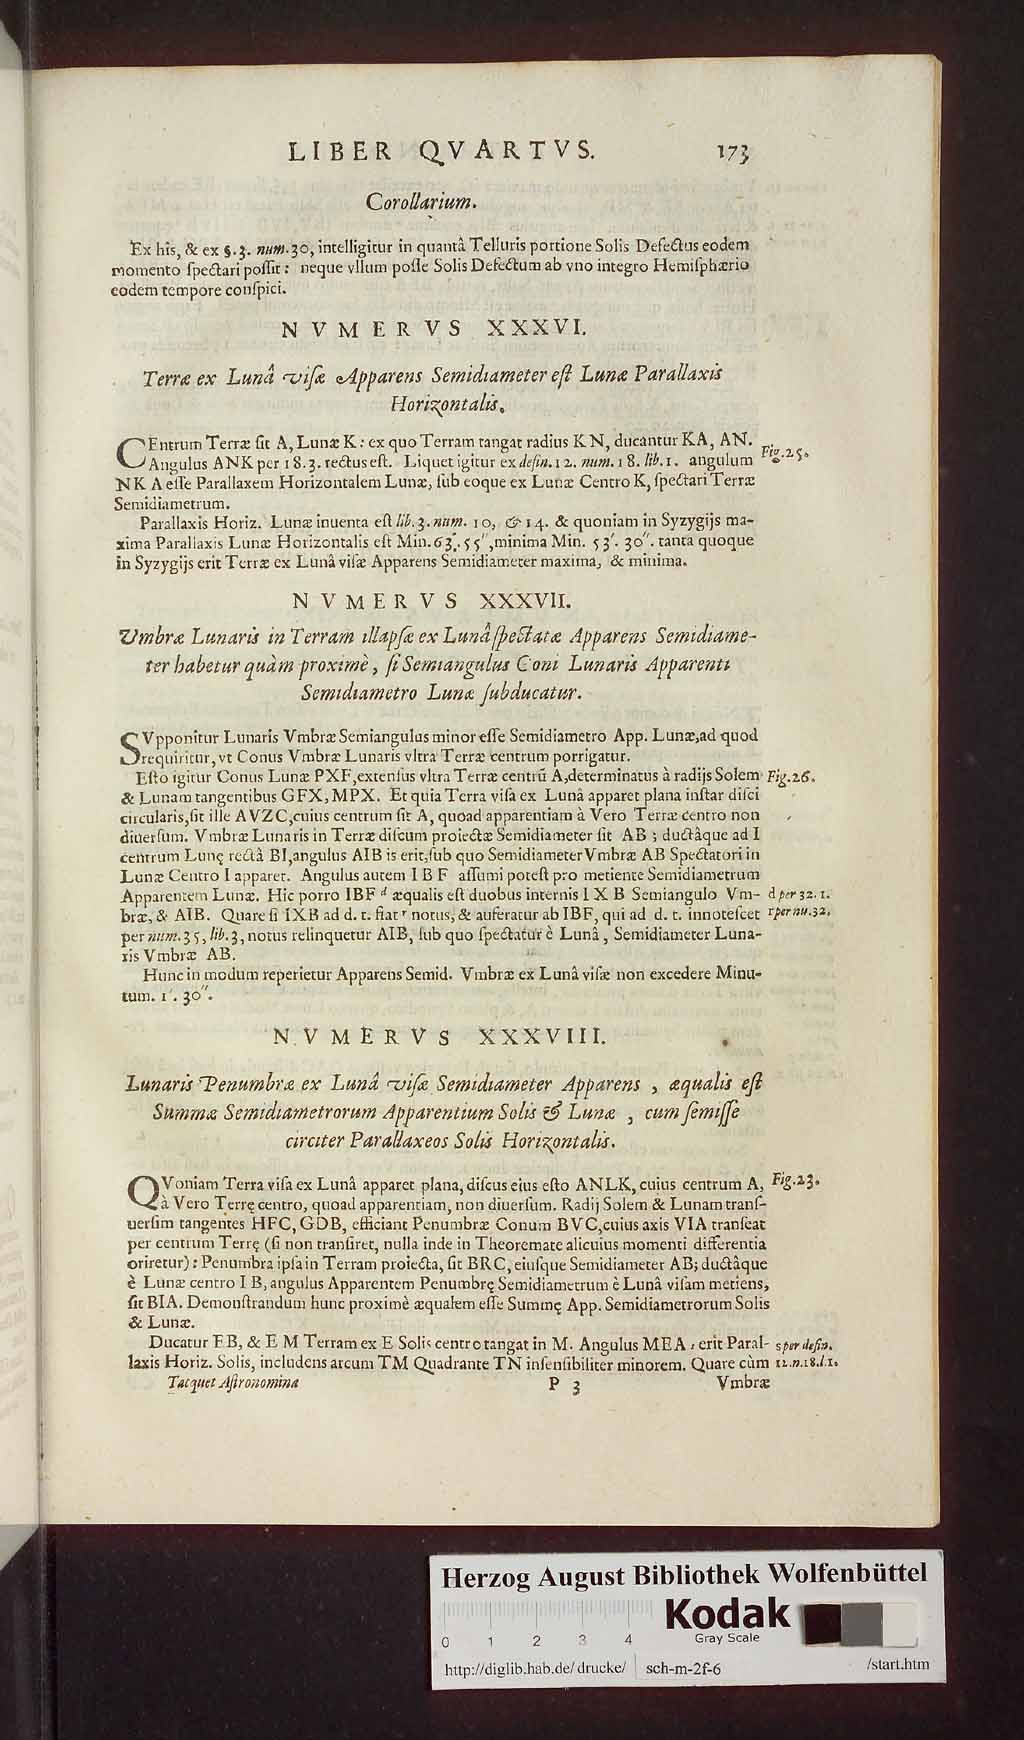 LIBER QVARTVS. 173
Corollarium.
Ex his, & ex §.3. num.30, intelligitur in quantâ Telluris portione Solis Defectus eodem
momento ſpectari poſſit: neque vllum poſſe Solis Defectum ab vno integro Hemiſphærio
eodem tempore conſpici.
NVMERVS XXXVI.
Terræ ex Lunâ viſæ Apparens Semidiameter eſt Lunæ Parallaxis
Horizontalis.
CEntrum Terræ ſit A, Lunæ K: ex quo Terram tangat radius KN, ducantur KA, AN. Fig.25.
Angulus ANK per 18.3. rectus eſt. Liquet igitur ex defin.12. num.18. lib.1. angulum
NKA eſſe Parallaxem Horizontalem Lunæ, ſub eoque ex Lunæ Centro K, ſpectari Terræ
Semidiametrum.
Parallaxis Horiz. Lunæ inuenta eſt lib.3. num. 10, & 14. & quoniam in Syzygijs ma-
xima Parallaxis Lunæ Horizontalis eſt Min. 63′. 55″, minima Min. 53′. 30″. tanta quoque
in Syzygijs erit Terræ ex Lunâ viſæ Apparens Semidiameter maxima, & minima.
NVMERVS XXXVII.
Vmbræ Lunaris in Terram illapſæ ex Lunâ ſpectatæ Apparens Semidiame-
ter habetur quàm proximè, ſi Semiangulus Coni Lunaris Apparenti
Semidiametro Lunæ ſubducatur.
SVpponitur Lunaris Vmbræ Semiangulus minor eſſe Semidiametro App. Lunæ, ad quod
requiritur, vt Conus Vmbræ Lunaris vltra Terræ centrum porrigatur.
Eſto igitur Conus Lunæ PXF, extenſus vltra Terræ centrũ A, determinatus à radijs Solem Fig.26.
& Lunam tangentibus GFX, MPX. Et quia Terra viſa ex Lunâ apparet plana inſtar diſci
circularis, ſit ille AVZC, cuius centrum ſit A, quoad apparentiam à Vero Terræ centro non
diuerſum. Vmbræ Lunaris in Terræ diſcum proiectæ Semidiameter ſit AB; ductâque ad I
centrum Lunę rectâ BI, angulus AIB is erit, ſub quo Semidiameter Vmbræ AB Spectatori in
Lunæ Centro I apparet. Angulus autem IBF aſſumi poteſt pro metiente Semidiametrum
Apparentem Lunæ. Hic porro IBF d æqualis eſt duobus internis IXB Semiangulo Vm- d per 32. 1.
bræ, & AIB. Quare ſi IXB ad d. t. fiat r notus, & auferatur ab IBF, qui ad d. t. innoteſcet r per nu.32.
per num.35, lib.3, notus relinquetur AIB, ſub quo ſpectatur è Lunâ, Semidiameter Luna-
ris Vmbræ AB.
Hunc in modum reperietur Apparens Semid. Vmbræ ex Lunâ viſæ non excedere Minu-
tum. 1′. 30″.
NVMERVS XXXVIII.
Lunaris Penumbræ ex Lunâ viſæ Semidiameter Apparens, æqualis eſt
Summæ Semidiametrorum Apparentium Solis & Lunæ, cum ſemiſſe
circiter Parallaxeos Solis Horizontalis.
QVoniam Terra viſa ex Lunâ apparet plana, diſcus eius eſto ANLK, cuius centrum A, Fig.23.
à Vero Terrę centro, quoad apparentiam, non diuerſum. Radij Solem & Lunam tranſ-
uerſim tangentes HFC, GDB, efficiant Penumbræ Conum BVC, cuius axis VIA tranſeat
per centrum Terrę (ſi non tranſiret, nulla inde in Theoremate alicuius momenti differentia
oriretur): Penumbra ipſa in Terram proiecta, ſit BRC, eiuſque Semidiameter AB; ductâque
è Lunæ centro IB, angulus Apparentem Penumbrę Semidiametrum è Lunâ viſam metiens,
ſit BIA. Demonſtrandum hunc proximè æqualem eſſe Summę App. Semidiametrorum Solis
& Lunæ.
Ducatur EB, & EM Terram ex E Solis centro tangat in M. Angulus MEA s erit Paral- s per defin.
laxis Horiz. Solis, includens arcum TM Quadrante TN inſenſibiliter minorem. Quare cùm 12.n.18.l.1.
Tacquet Aſtronomina P 3 Vmbræ
Herzog August Bibliothek Wolfenbüttel
Kodak
Gray Scale
0 1 2 3 4
http://diglib.hab.de/drucke/ sch-m-2f-6 /start.htm